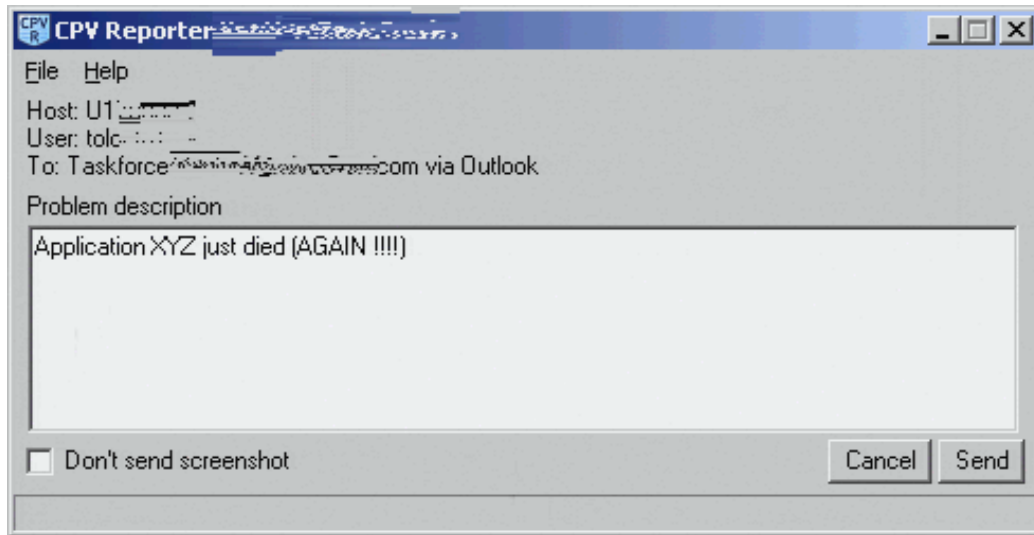 CPV R CPV Reporter
File Help
Host: U1
User: tolc
To: Taskforce com via Outlook
Problem description
Application XYZ just died (AGAIN !!!!)
Don't send screenshot
Cancel Send